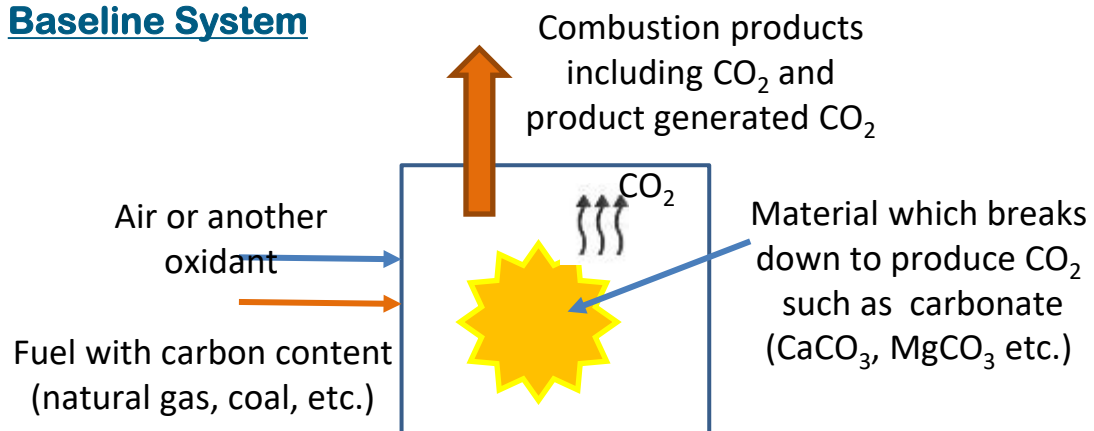 Baseline System
Combustion products
including CO₂ and
product generated CO₂
CO₂
Air or another
oxidant
Material which breaks
down to produce CO₂
such as carbonate
(CaCO₃, MgCO₃ etc.)
Fuel with carbon content
(natural gas, coal, etc.)